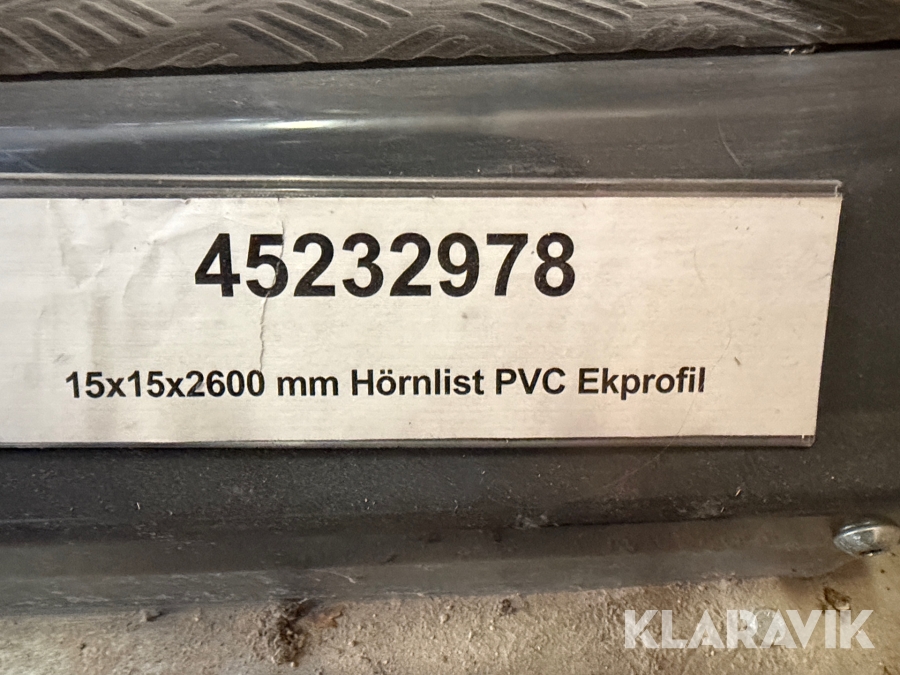 45232978
15x15x2600 mm Hörnlist PVC Ekprofil
KLARAVIK